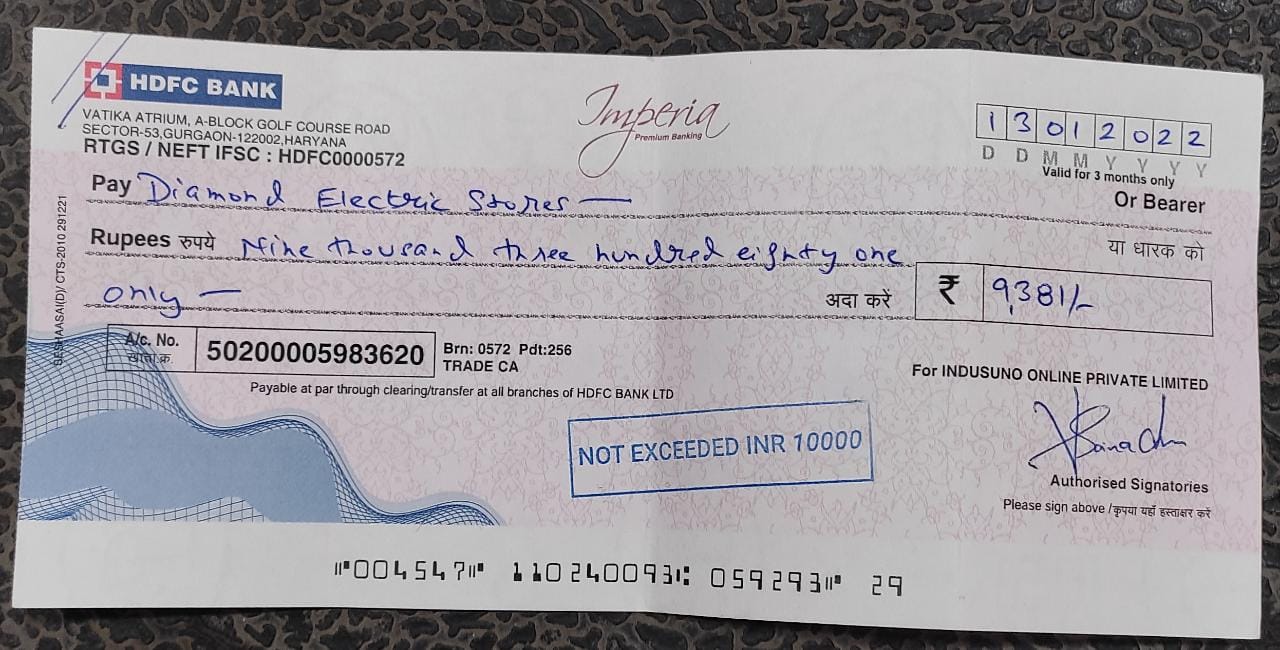 HDFC BANK
VATIKA ATRIUM, A-BLOCK GOLF COURSE ROAD
SECTOR-53,GURGAON-122002,HARYANA
RTGS / NEFT IFSC : HDFC0000572
Imperia
Premium Banking
1 3 0 1 2 0 2 2
D D M M Y Y Y Y
Valid for 3 months only
Pay Diamond Electric Stores —
Or Bearer
Rupees रुपये Nine thousand three hundred eighty one
या धारक को
only —
अदा करें
₹ 9,381/-
A/c. No.
खाता क्र.
50200005983620
Brn: 0572 Pdt:256
TRADE CA
Payable at par through clearing/transfer at all branches of HDFC BANK LTD
For INDUSUNO ONLINE PRIVATE LIMITED
NOT EXCEEDED INR 10000
Authorised Signatories
Please sign above /कृपया यहाँ हस्ताक्षर करें
⑈004547⑈ 110240093⑆ 059293⑈ 29